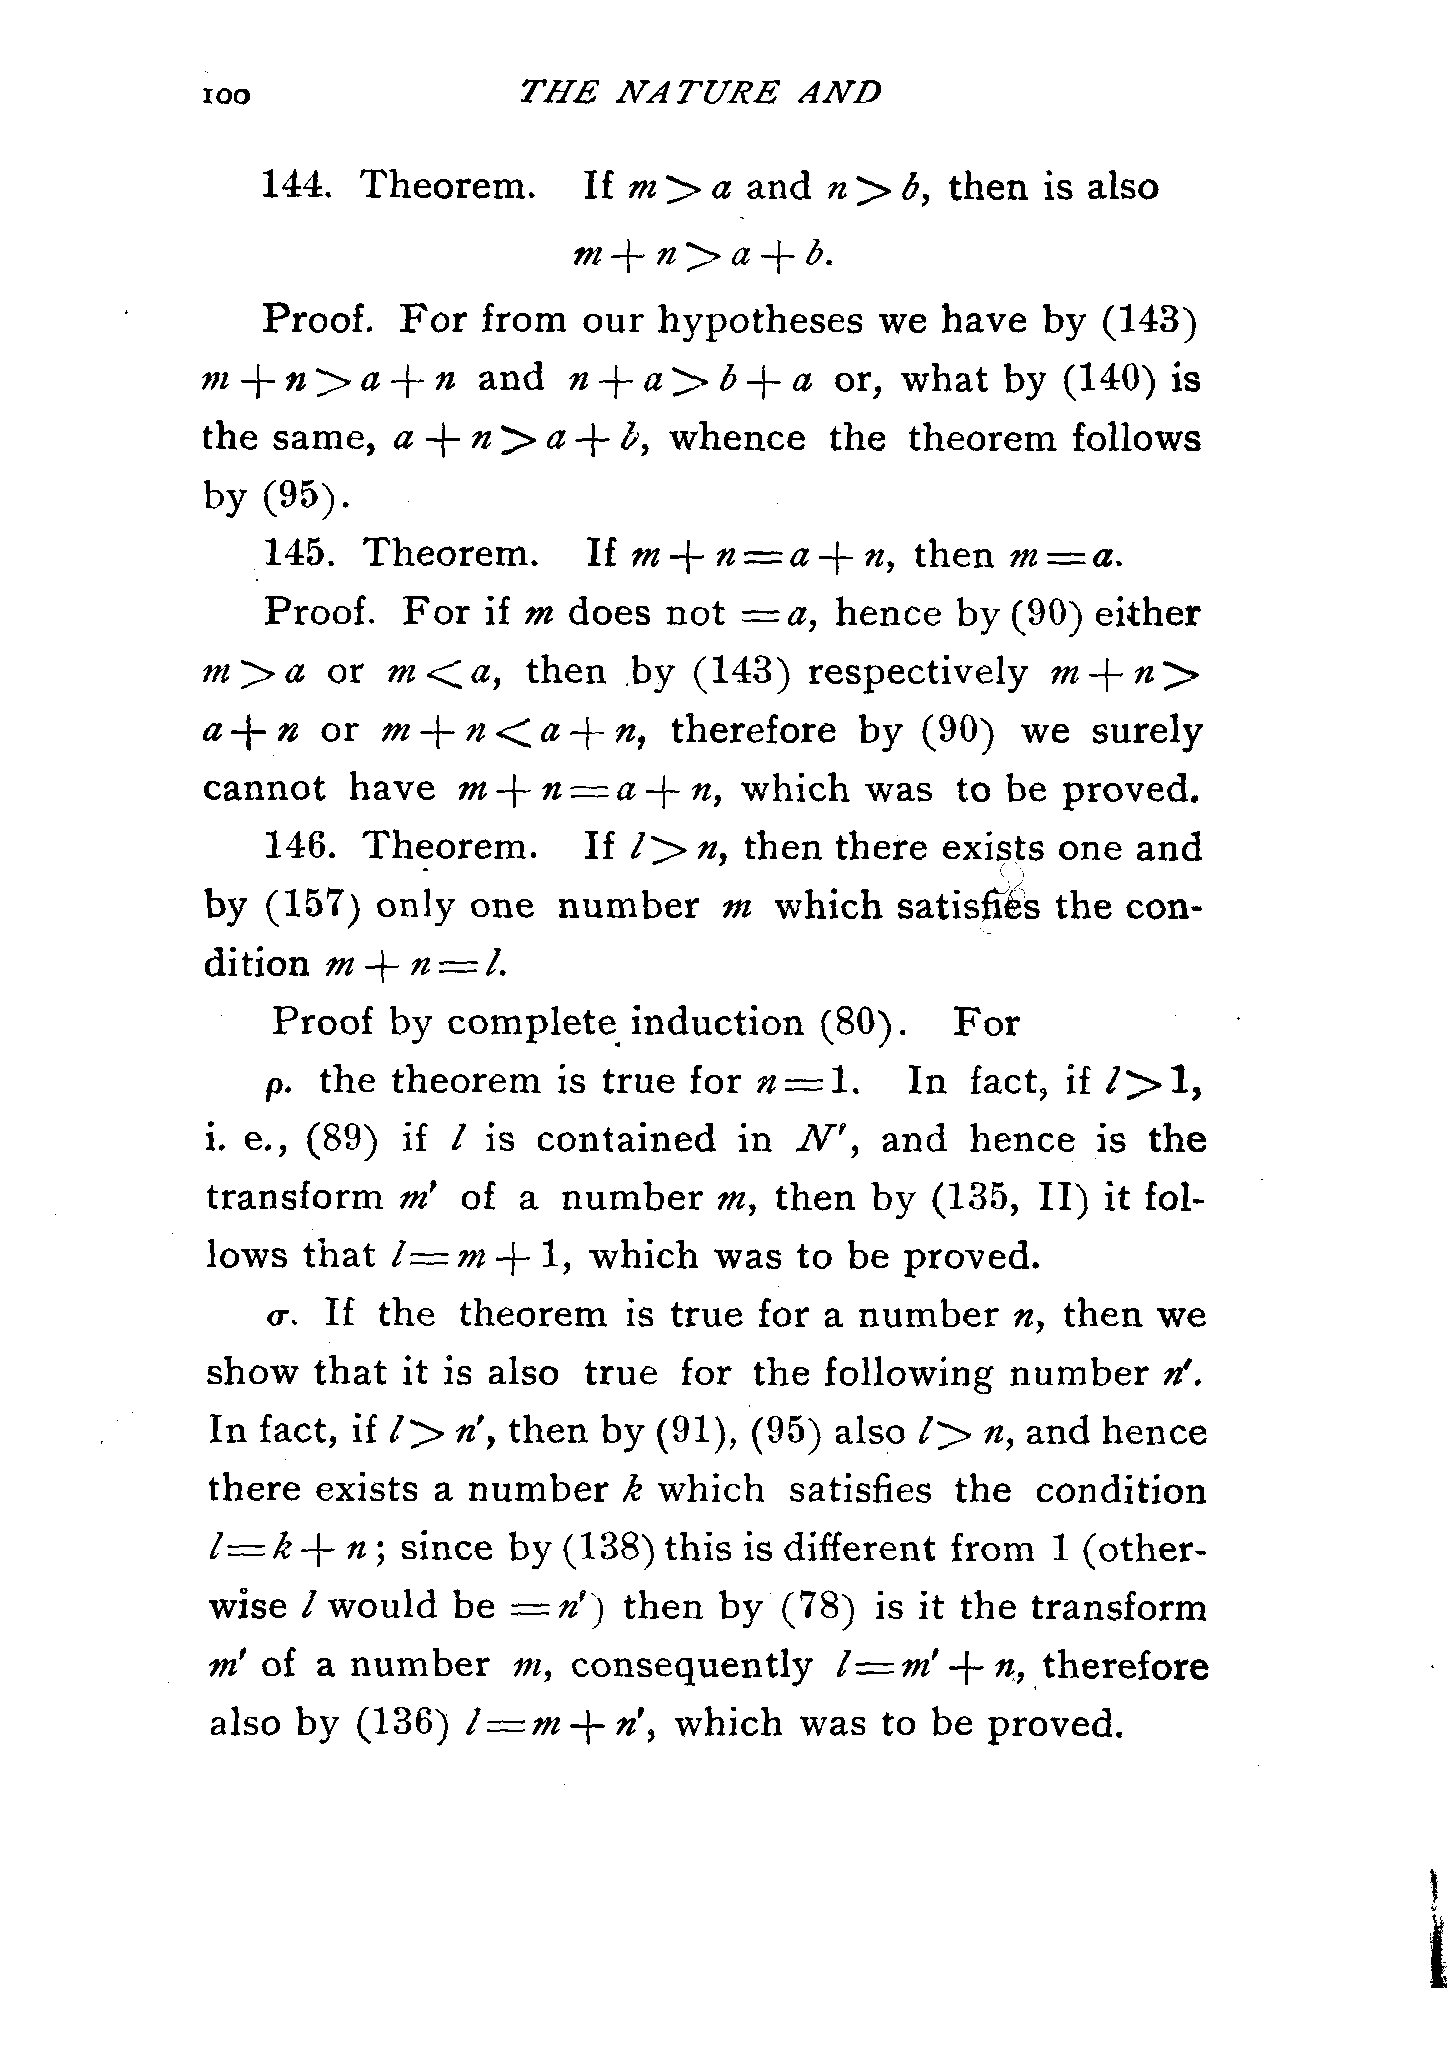 100 THE NATURE AND
144. Theorem. If m > a and n > b, then is also
m + n > a + b.
Proof. For from our hypotheses we have by (143)
m + n > a + n and n + a > b + a or, what by (140) is
the same, a + n > a + b, whence the theorem follows
by (95).
145. Theorem. If m + n = a + n, then m = a.
Proof. For if m does not = a, hence by (90) either
m > a or m < a, then by (143) respectively m + n >
a + n or m + n < a + n, therefore by (90) we surely
cannot have m + n = a + n, which was to be proved.
146. Theorem. If l > n, then there exists one and
by (157) only one number m which satisfies the con-
dition m + n = l.
Proof by complete induction (80). For
ρ. the theorem is true for n = 1. In fact, if l > 1,
i. e., (89) if l is contained in N′, and hence is the
transform m′ of a number m, then by (135, II) it fol-
lows that l = m + 1, which was to be proved.
σ. If the theorem is true for a number n, then we
show that it is also true for the following number n′.
In fact, if l > n′, then by (91), (95) also l > n, and hence
there exists a number k which satisfies the condition
l = k + n; since by (138) this is different from 1 (other-
wise l would be = n′) then by (78) is it the transform
m′ of a number m, consequently l = m′ + n, therefore
also by (136) l = m + n′, which was to be proved.